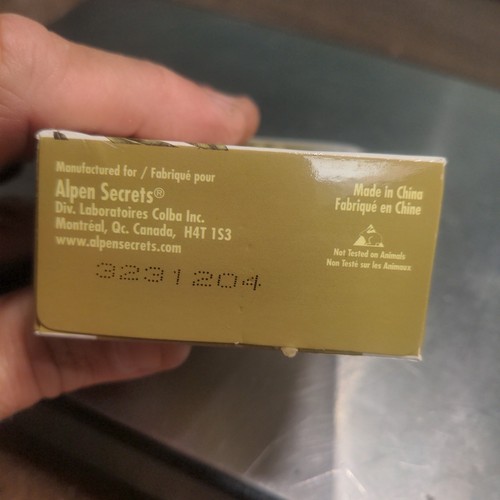 Manufactured for / Fabriqué pour
Alpen Secrets®
Div. Laboratoires Colba Inc.
Montréal, Qc. Canada, H4T 1S3
www.alpensecrets.com
3231204
Made in China
Fabriqué en Chine
Not Tested on Animals
Non Testé sur les Animaux